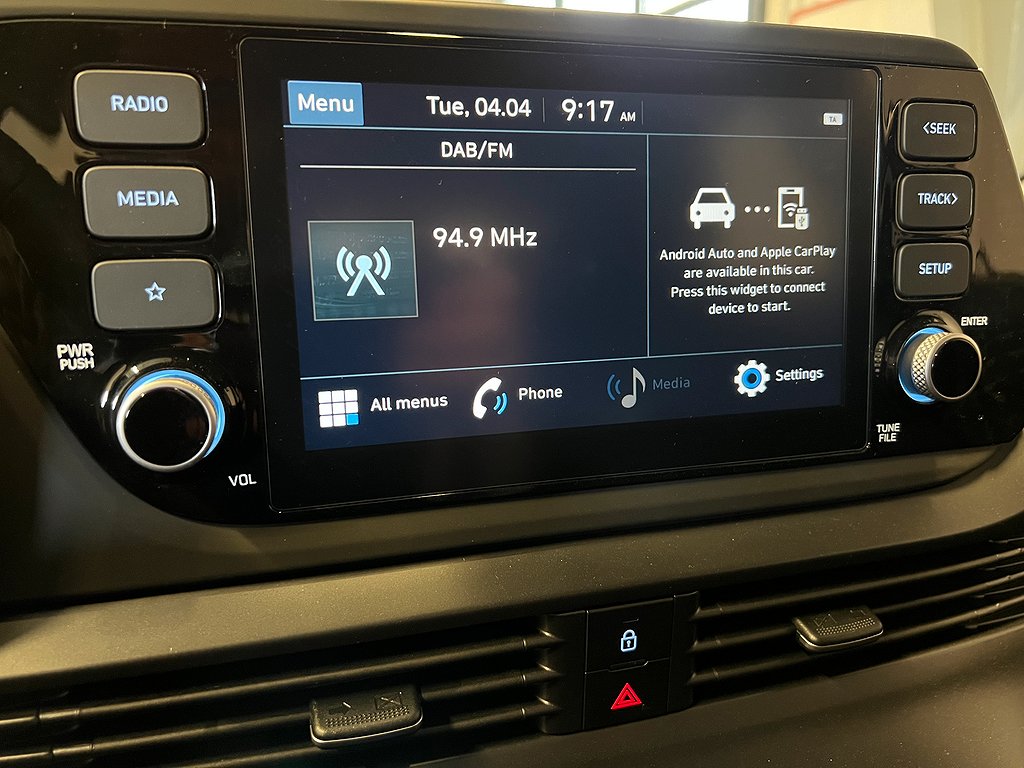 RADIO
MEDIA
PWR
PUSH
VOL
Menu
Tue, 04.04
9:17 AM
TA
DAB/FM
94.9 MHz
Android Auto and Apple CarPlay
are available in this car.
Press this widget to connect
device to start.
All menus
Phone
Media
Settings
<SEEK
TRACK>
SETUP
ENTER
TUNE
FILE